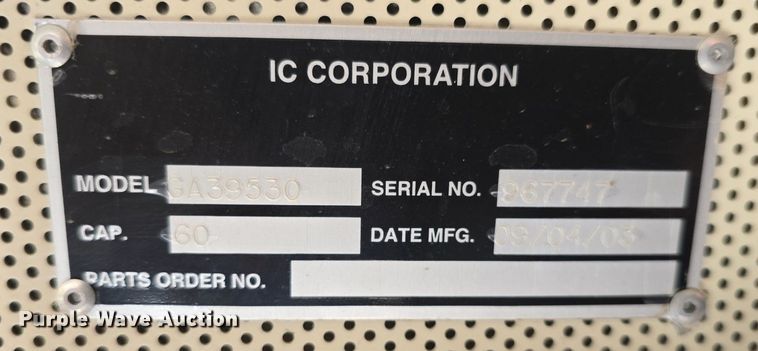 IC CORPORATION
MODEL GA39530 SERIAL NO. 967747
CAP. 60 DATE MFG. 09/04/03
PARTS ORDER NO.
Purple Wave Auction